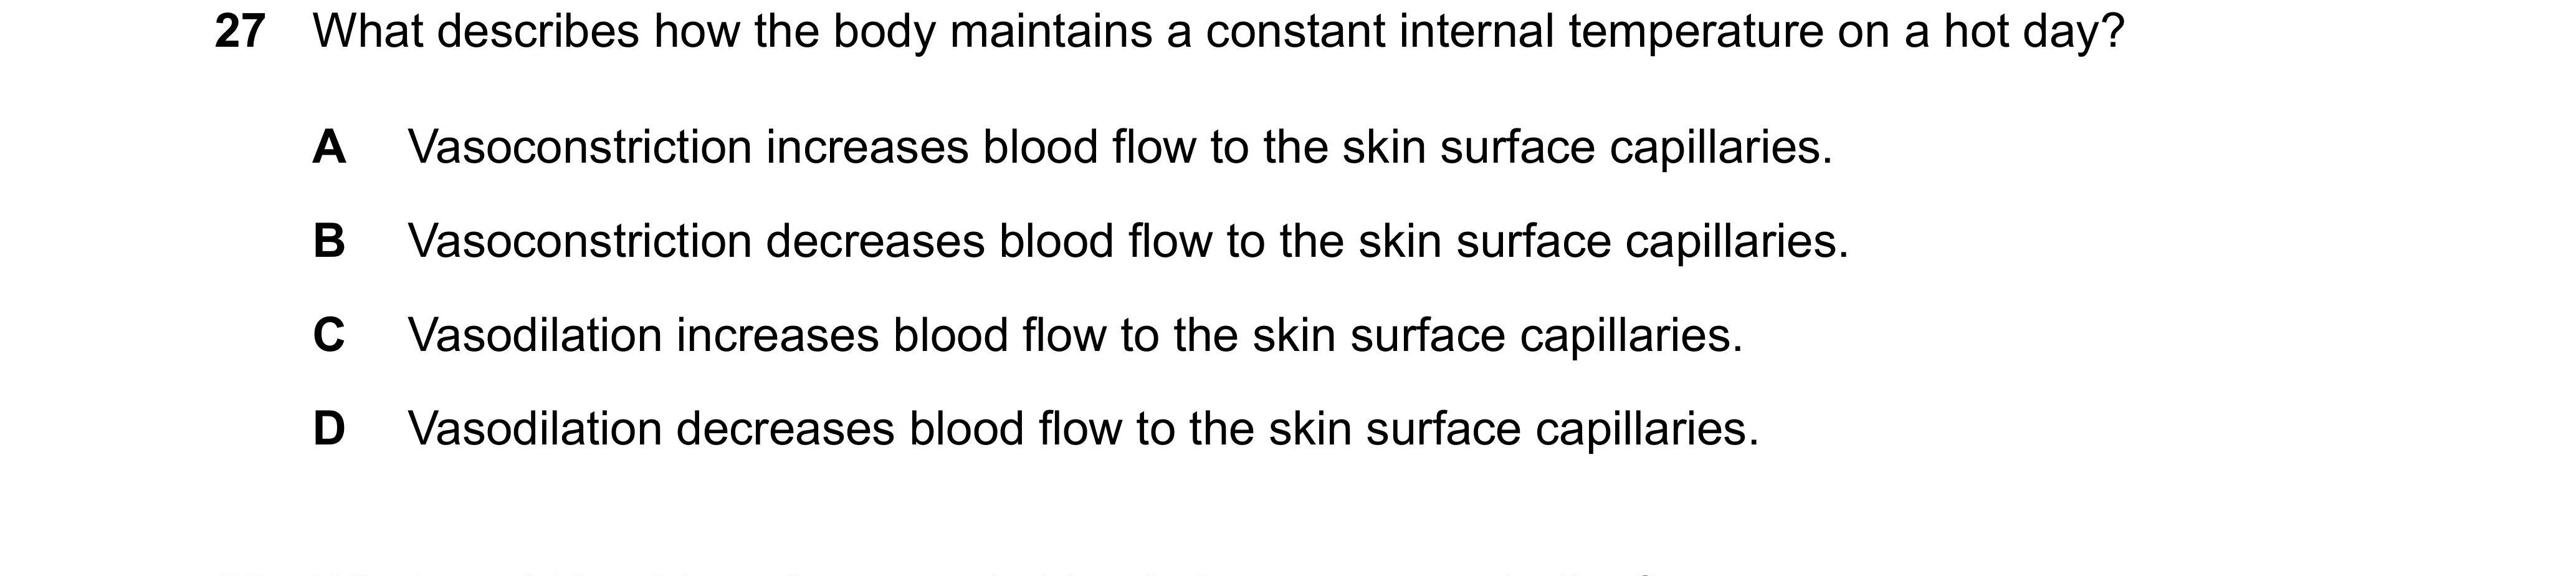 27 What describes how the body maintains a constant internal temperature on a hot day?
A Vasoconstriction increases blood flow to the skin surface capillaries.
B Vasoconstriction decreases blood flow to the skin surface capillaries.
C Vasodilation increases blood flow to the skin surface capillaries.
D Vasodilation decreases blood flow to the skin surface capillaries.